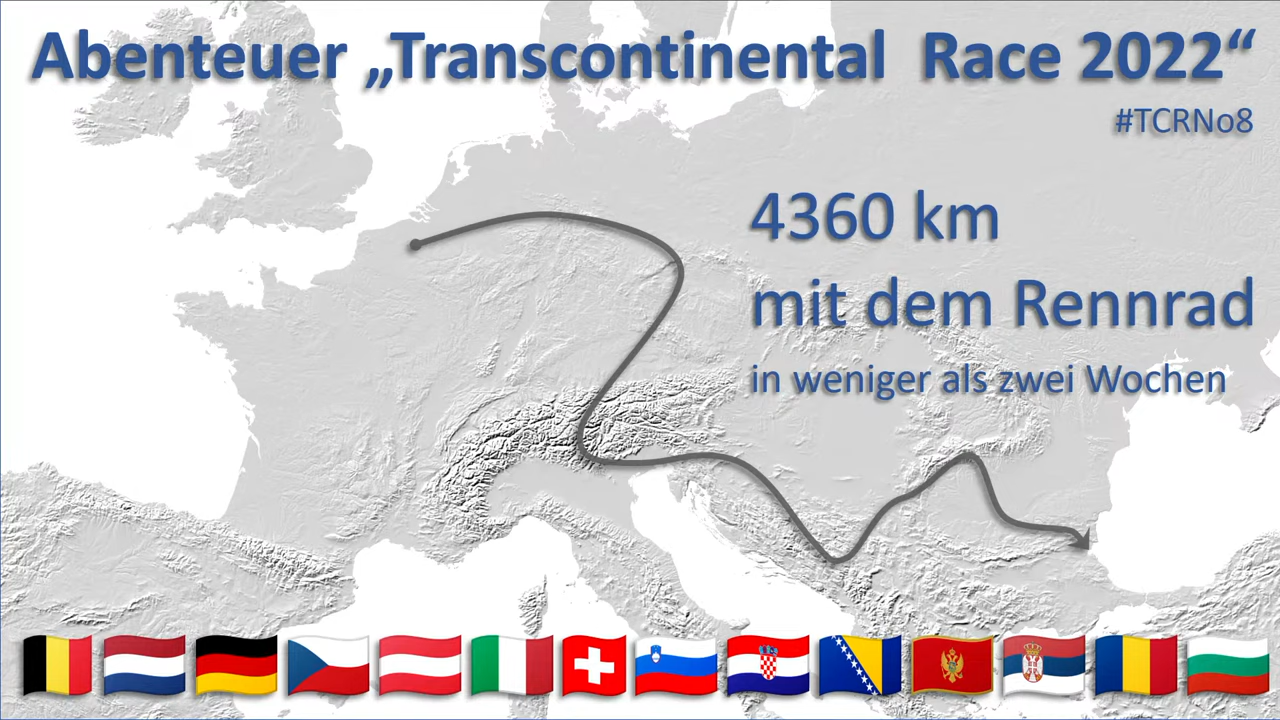 Abenteuer „Transcontinental Race 2022“
#TCRNo8
4360 km
mit dem Rennrad
in weniger als zwei Wochen